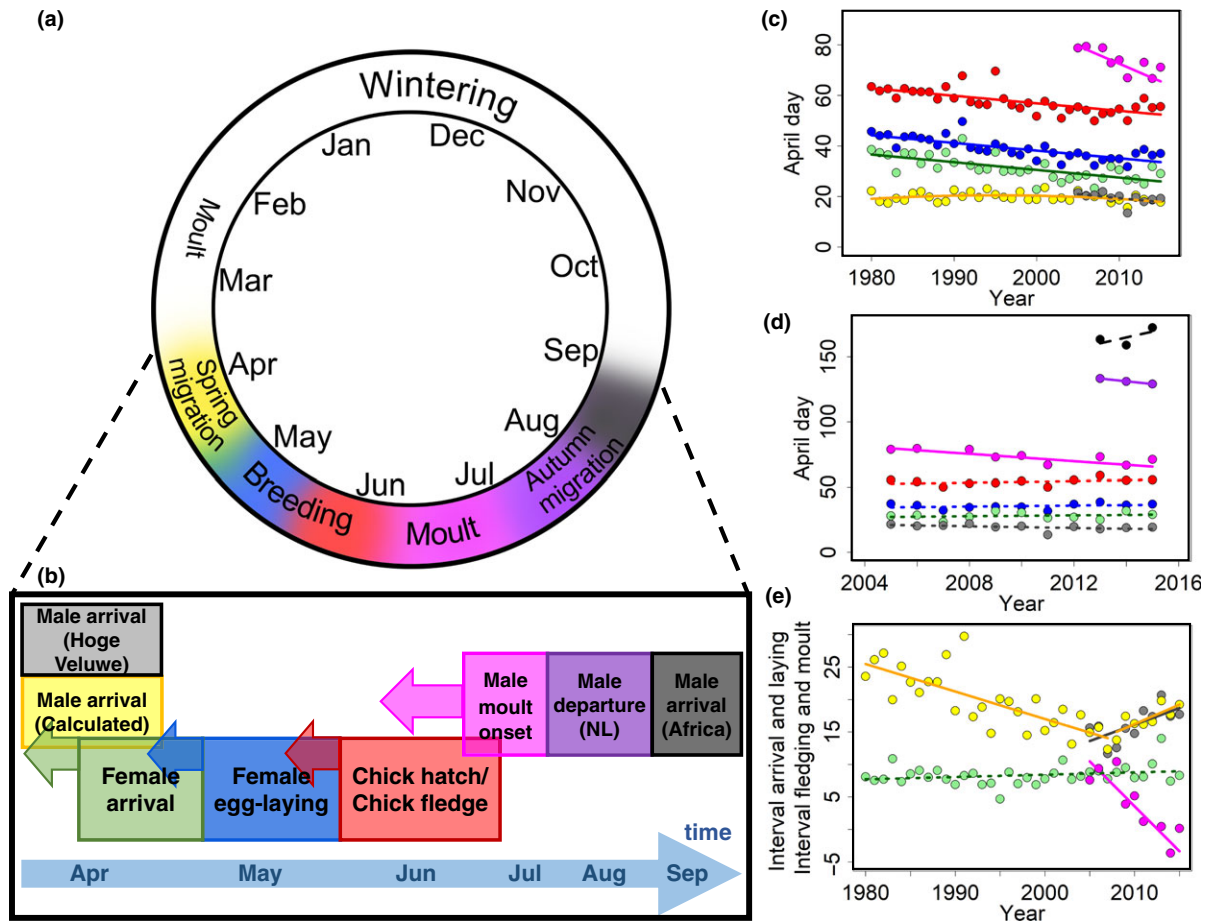 (a)
Wintering
Jan
Dec
Feb
Nov
Moult
Mar
Oct
Apr
Sep
Spring
migration
May
Aug
Autumn
migration
Jun
Jul
Breeding
Moult
(b)
Male arrival
(Hoge
Veluwe)
Male arrival
(Calculated)
Female
arrival
Female
egg-laying
Chick hatch/
Chick fledge
Male
moult
onset
Male
departure
(NL)
Male
arrival
(Africa)
time
Apr May Jun Jul Aug Sep
(c)
April day
0 20 40 60 80
1980 1990 2000 2010
Year
(d)
April day
0 50 100 150
2004 2008 2012 2016
Year
(e)
Interval arrival and laying
Interval fledging and moult
−5 5 15 25
1980 1990 2000 2010
Year